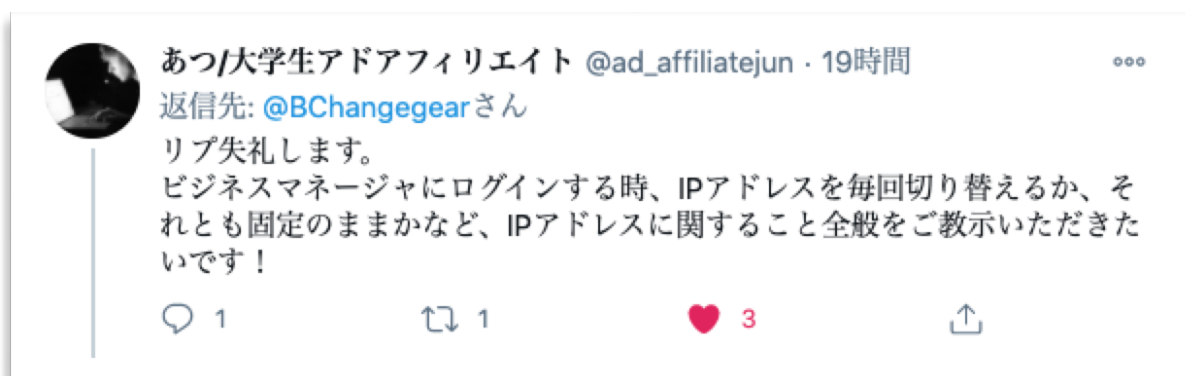 あつ/大学生アドアフィリエイト @ad_affiliatejun · 19時間
返信先: @BChangegearさん
リプ失礼します。
ビジネスマネージャにログインする時、IPアドレスを毎回切り替えるか、そ
れとも固定のままかなど、IPアドレスに関すること全般をご教示いただきた
いです！
1 1 3